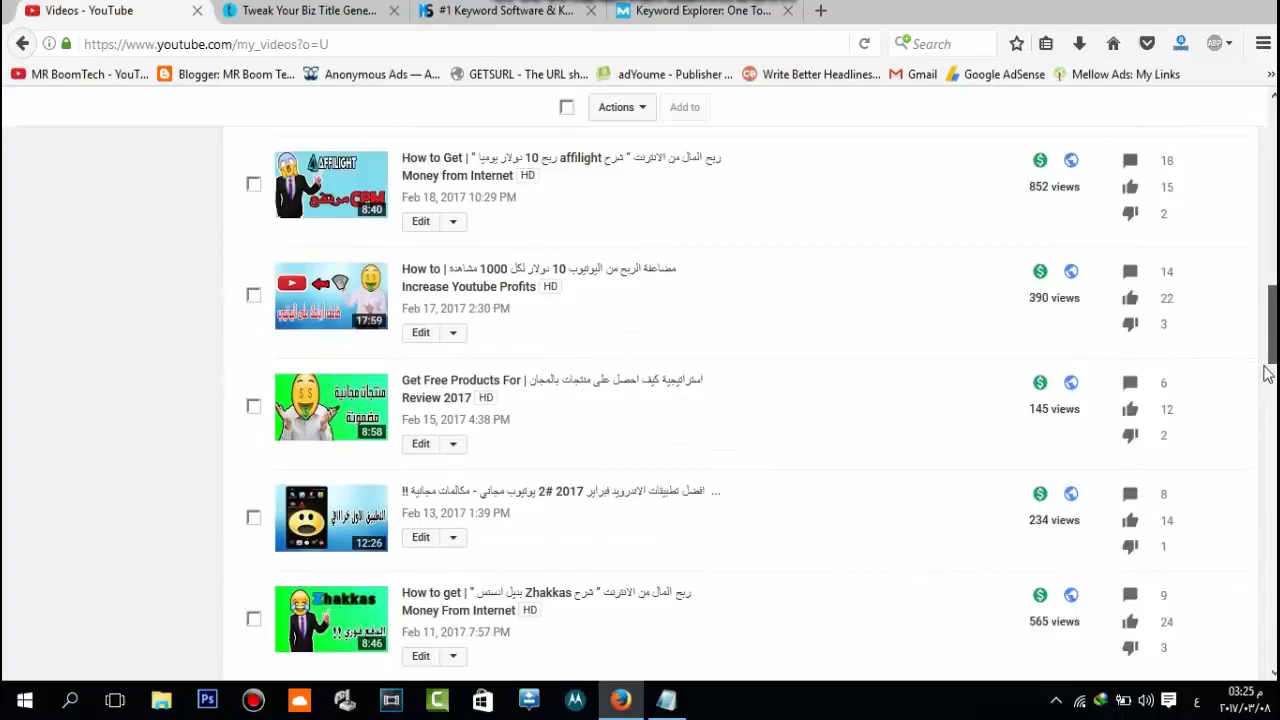 Videos - YouTube
Tweak Your Biz Title Gene...
#1 Keyword Software & K...
Keyword Explorer: One To...
https://www.youtube.com/my_videos?o=U
Search
MR BoomTech - YouT...
Blogger: MR Boom Te...
Anonymous Ads — A...
GETSURL - The URL sh...
adYoume - Publisher ...
Write Better Headlines...
Gmail
Google AdSense
Mellow Ads: My Links
Actions
Add to
How to Get | " ربح المال من الانترنت " شرح affilight ربح 10 دولار يوميا
Money from Internet HD
Feb 18, 2017 10:29 PM
Edit
AFFILIGHT
CPM مرتفع
8:40
852 views
18
15
2
How to | مضاعفة الربح من اليوتيوب 10 دولار لكل 1000 مشاهدة
Increase Youtube Profits HD
Feb 17, 2017 2:30 PM
Edit
17:59
390 views
14
22
3
Get Free Products For | استراتيجية كيف احصل على منتجات بالمجان
Review 2017 HD
Feb 15, 2017 4:38 PM
Edit
منتجات مجانية
مضمونة
8:58
145 views
6
12
2
... افضل تطبيقات الاندرويد فبراير 2017 #2 يوتيوب مجاني - مكالمات مجانية !!
Feb 13, 2017 1:39 PM
Edit
12:26
234 views
8
14
1
How to get | " ربح المال من الانترنت " شرح Zhakkas بديل ادسنس
Money From Internet HD
Feb 11, 2017 7:57 PM
Edit
Zhakkas
8:46
565 views
9
24
3
ع
03:25 م
٢٠١٧/٠٣/٠٨